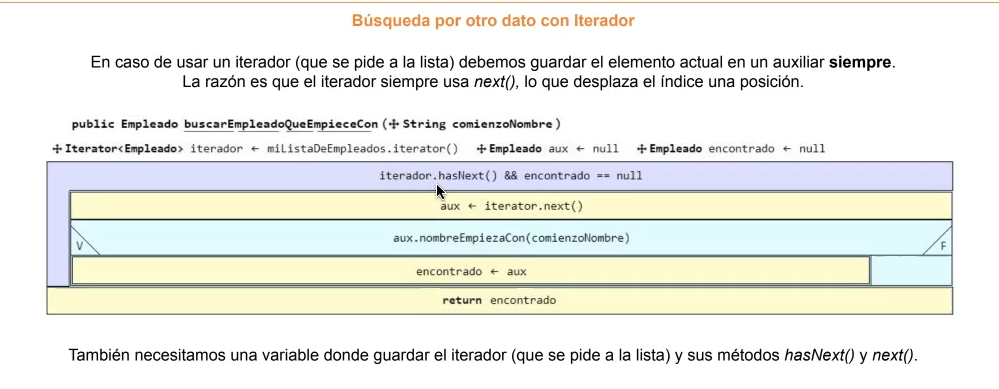 Búsqueda por otro dato con Iterador
En caso de usar un iterador (que se pide a la lista) debemos guardar el elemento actual en un auxiliar siempre.
La razón es que el iterador siempre usa next(), lo que desplaza el índice una posición.
public Empleado buscarEmpleadoQueEmpieceCon (✢ String comienzoNombre)
✢ Iterator<Empleado> iterador ← miListaDeEmpleados.iterator() ✢ Empleado aux ← null ✢ Empleado encontrado ← null
iterador.hasNext() && encontrado == null
aux ← iterator.next()
V aux.nombreEmpiezaCon(comienzoNombre) F
encontrado ← aux
return encontrado
También necesitamos una variable donde guardar el iterador (que se pide a la lista) y sus métodos hasNext() y next().